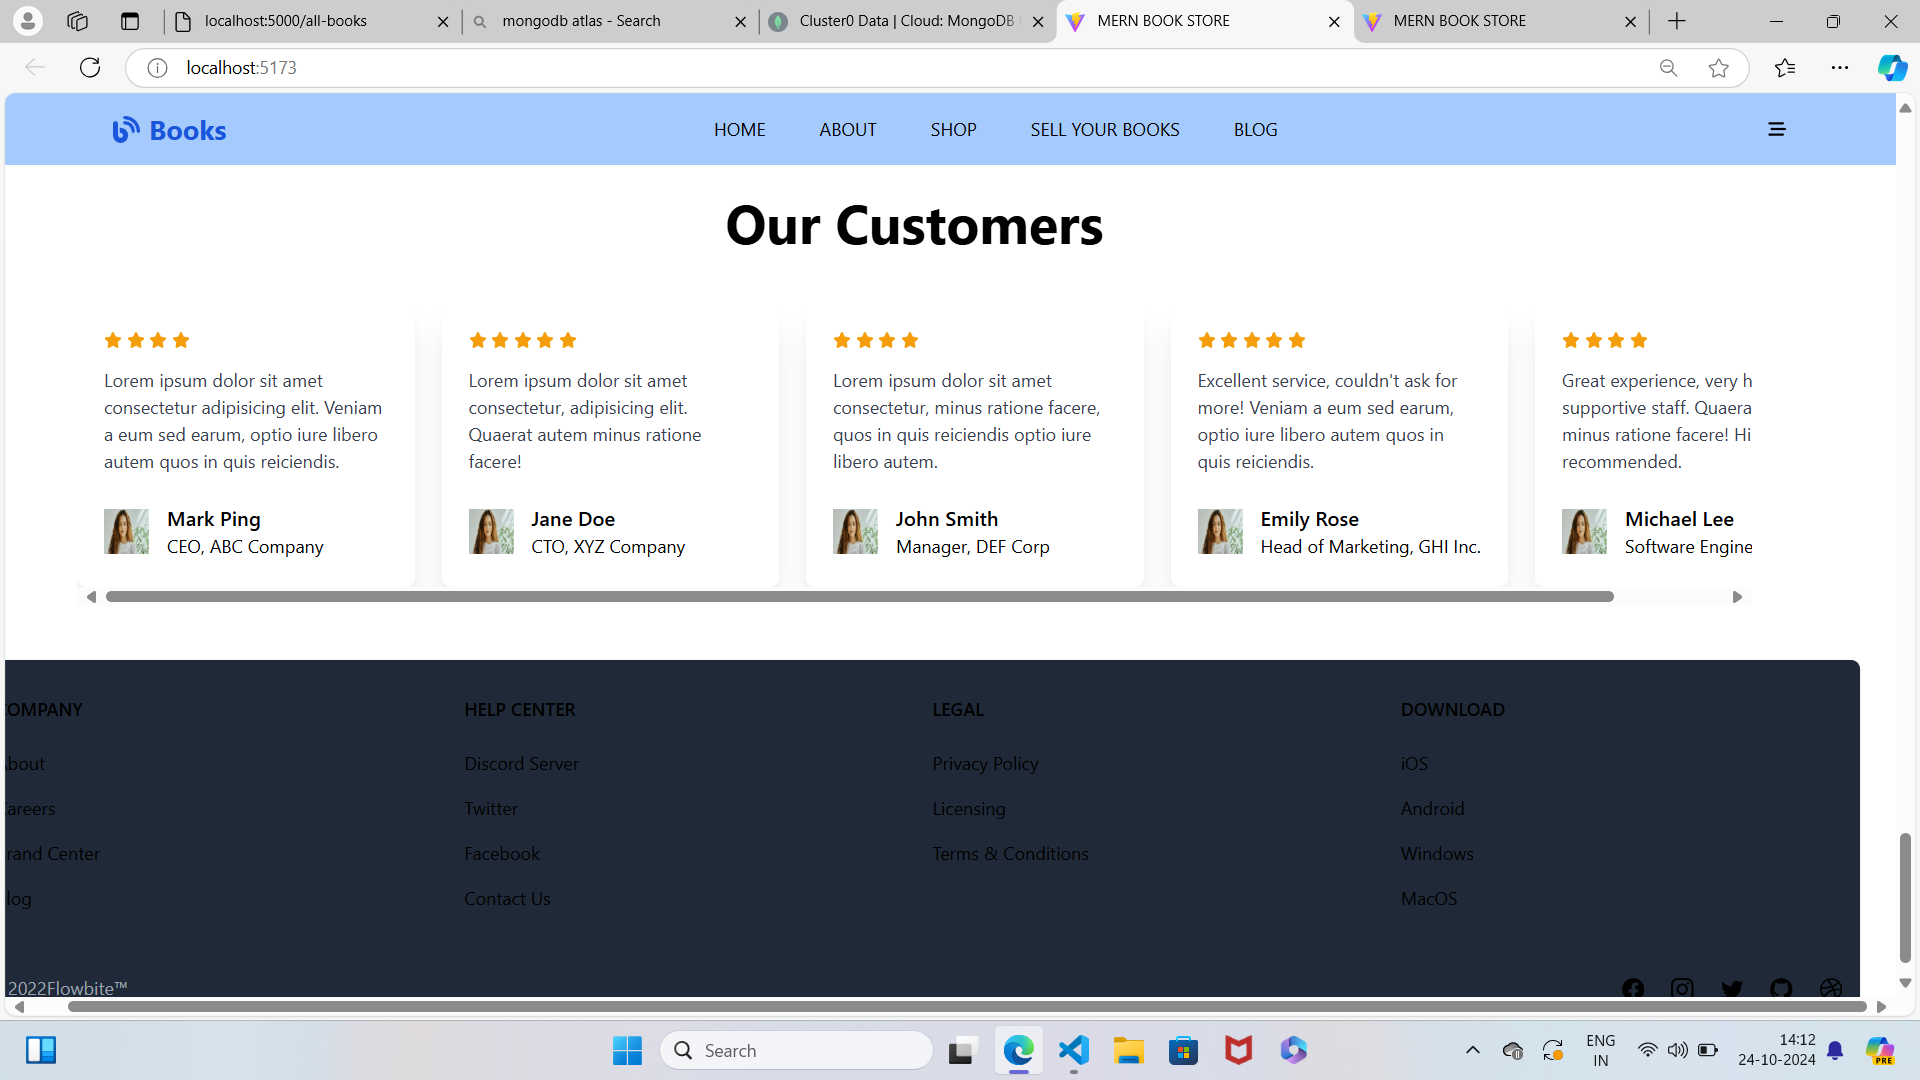 localhost:5000/all-books
mongodb atlas - Search
Cluster0 Data | Cloud: MongoDB
MERN BOOK STORE
MERN BOOK STORE
localhost:5173
Books
HOME
ABOUT
SHOP
SELL YOUR BOOKS
BLOG
Our Customers
Lorem ipsum dolor sit amet
consectetur adipisicing elit. Veniam
a eum sed earum, optio iure libero
autem quos in quis reiciendis.
Mark Ping
CEO, ABC Company
Lorem ipsum dolor sit amet
consectetur, adipisicing elit.
Quaerat autem minus ratione
facere!
Jane Doe
CTO, XYZ Company
Lorem ipsum dolor sit amet
consectetur, minus ratione facere,
quos in quis reiciendis optio iure
libero autem.
John Smith
Manager, DEF Corp
Excellent service, couldn't ask for
more! Veniam a eum sed earum,
optio iure libero autem quos in
quis reiciendis.
Emily Rose
Head of Marketing, GHI Inc.
Great experience, very h
supportive staff. Quaera
minus ratione facere! Hi
recommended.
Michael Lee
Software Engine
OMPANY
bout
areers
rand Center
log
HELP CENTER
Discord Server
Twitter
Facebook
Contact Us
LEGAL
Privacy Policy
Licensing
Terms & Conditions
DOWNLOAD
iOS
Android
Windows
MacOS
2022Flowbite™
Search
ENG
IN
14:12
24-10-2024
PRE